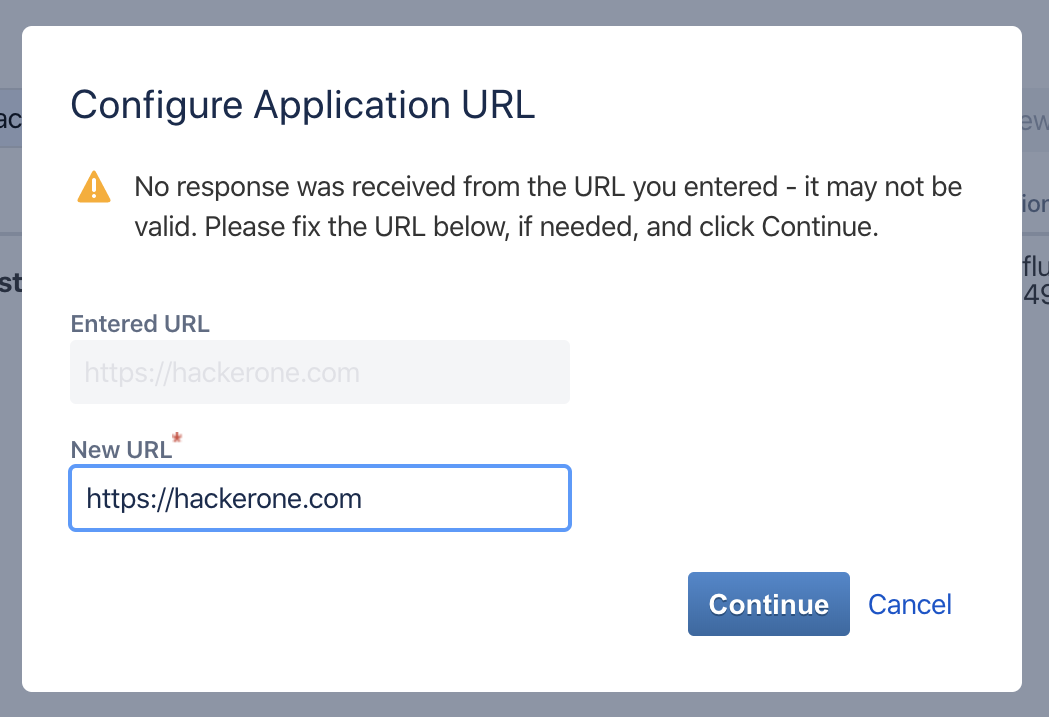 Configure Application URL
No response was received from the URL you entered - it may not be
valid. Please fix the URL below, if needed, and click Continue.
Entered URL
https://hackerone.com
New URL*
https://hackerone.com
Continue Cancel